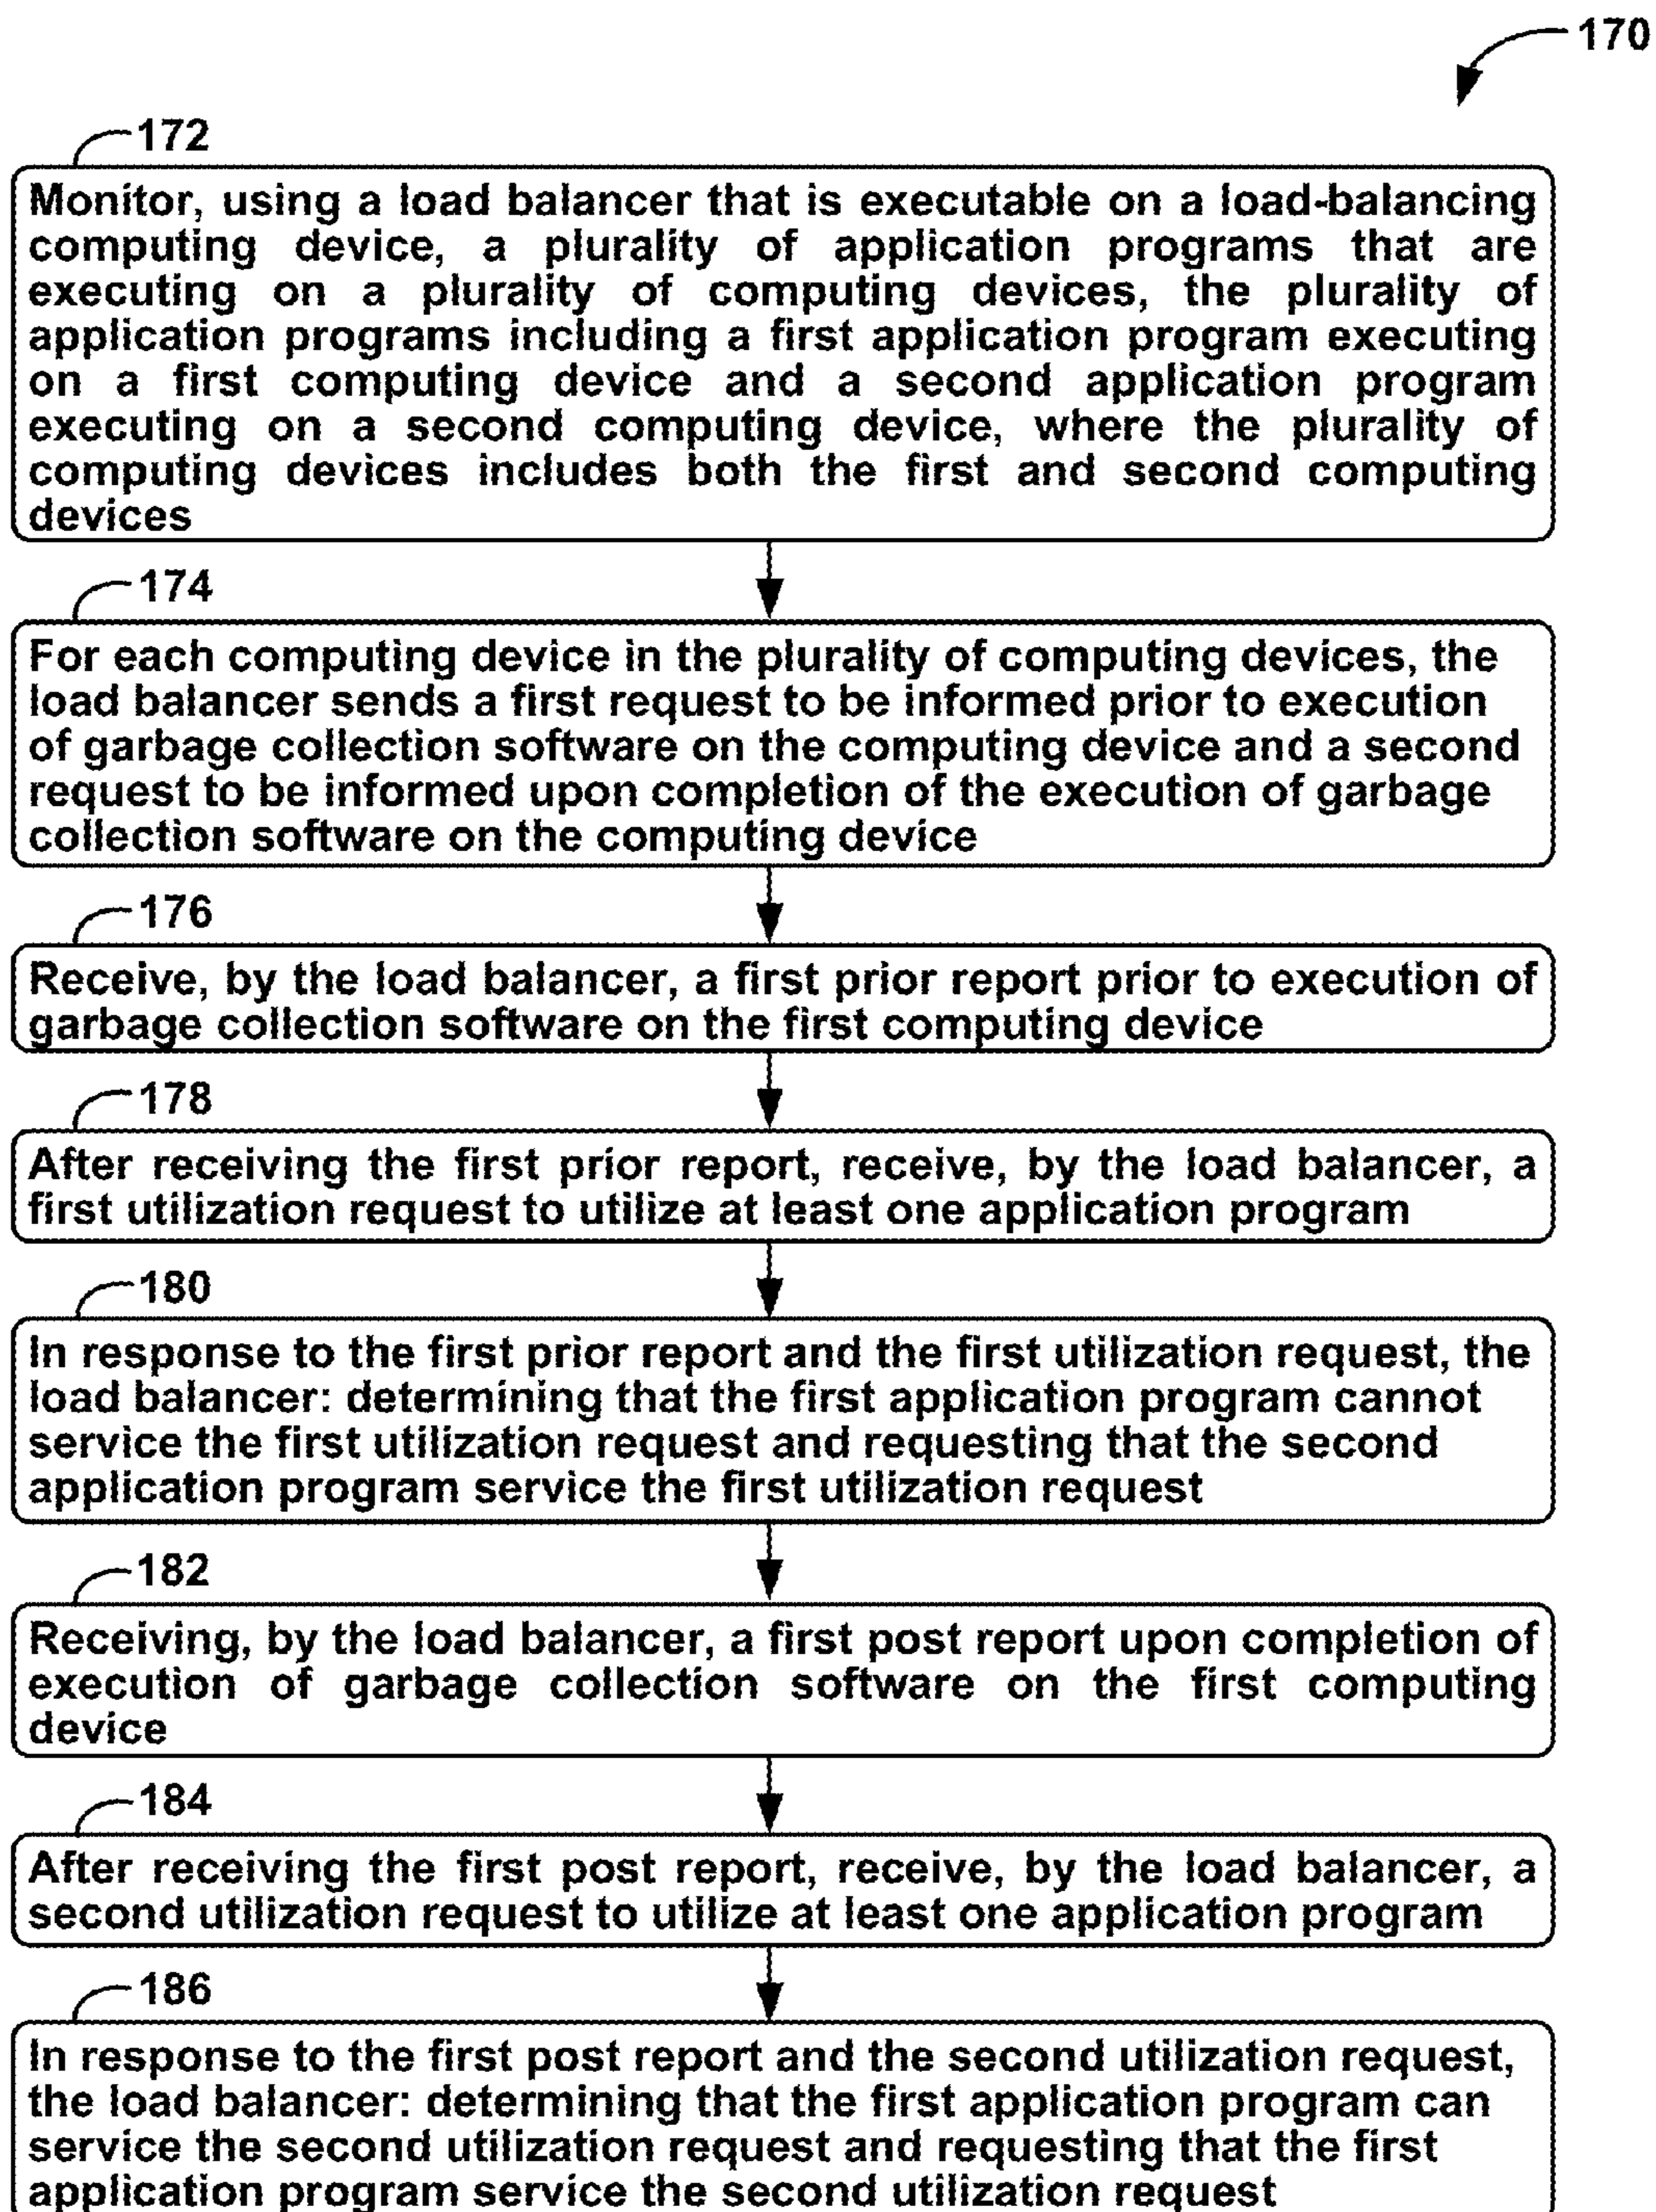 170
172
Monitor, using a load balancer that is executable on a load-balancing
computing device, a plurality of application programs that are
executing on a plurality of computing devices, the plurality of
application programs including a first application program executing
on a first computing device and a second application program
executing on a second computing device, where the plurality of
computing devices includes both the first and second computing
devices
174
For each computing device in the plurality of computing devices, the
load balancer sends a first request to be informed prior to execution
of garbage collection software on the computing device and a second
request to be informed upon completion of the execution of garbage
collection software on the computing device
176
Receive, by the load balancer, a first prior report prior to execution of
garbage collection software on the first computing device
178
After receiving the first prior report, receive, by the load balancer, a
first utilization request to utilize at least one application program
180
In response to the first prior report and the first utilization request, the
load balancer: determining that the first application program cannot
service the first utilization request and requesting that the second
application program service the first utilization request
182
Receiving, by the load balancer, a first post report upon completion of
execution of garbage collection software on the first computing
device
184
After receiving the first post report, receive, by the load balancer, a
second utilization request to utilize at least one application program
186
In response to the first post report and the second utilization request,
the load balancer: determining that the first application program can
service the second utilization request and requesting that the first
application program service the second utilization request